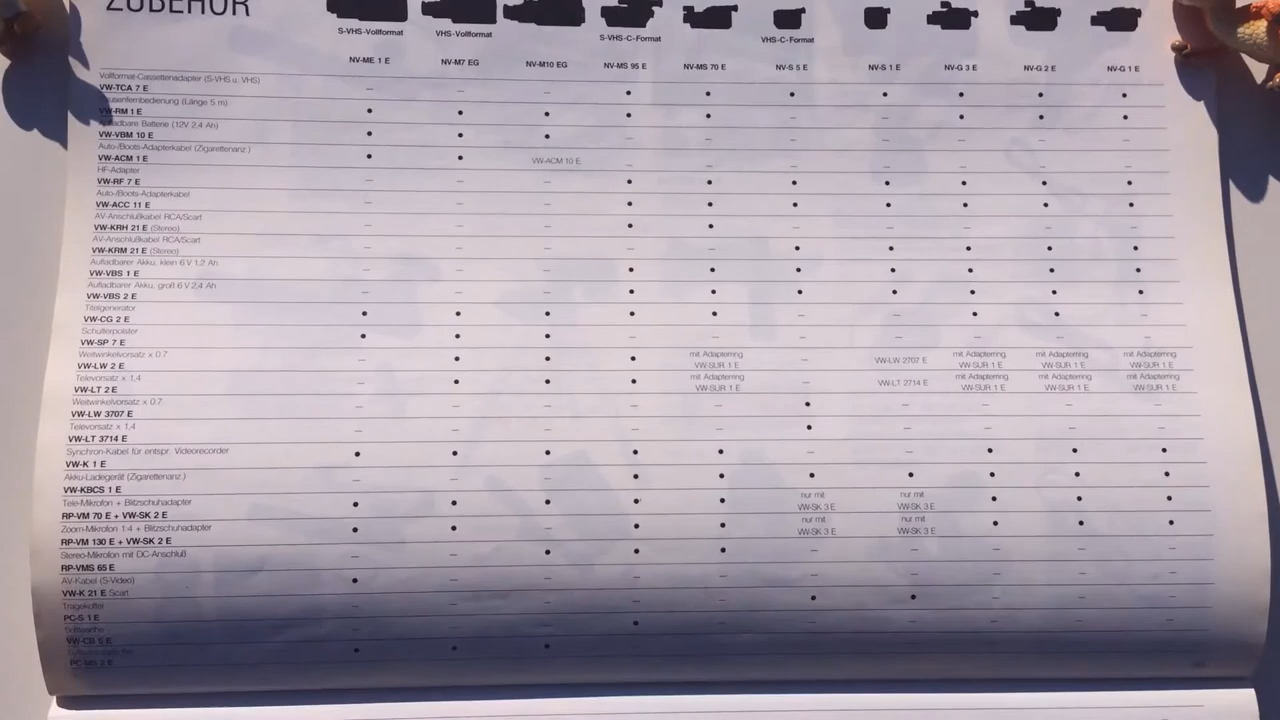 ZUBEHÖR
S-VHS-Vollformat VHS-Vollformat S-VHS-C-Format VHS-C-Format
NV-ME 1 E NV-M7 EG NV-M10 EG NV-MS 95 E NV-MS 70 E NV-S 5 E NV-S 1 E NV-G 3 E NV-G 2 E NV-G 1 E
Vollformat-Cassettenadapter (S-VHS u. VHS)
VW-TCA 7 E – – – • • • • • • •
(Länge 5 m)
VW-RM 1 E • • • • • – – • • •
Batterie (12V 2,4 Ah)
VW-VBM 10 E • • • – – – – – – –
Auto-/Boots-Adapterkabel (Zigarettenanz.)
VW-ACM 1 E • • VW-ACM 10 E – – – – – – –
HF-Adapter
VW-RF 7 E – – – • • • • • • •
Auto-/Boots-Adapterkabel
VW-ACC 11 E – – – • • • • • • •
AV-Anschlußkabel RCA/Scart
VW-KRH 21 E (Stereo) – – – • • – – – – –
AV-Anschlußkabel RCA/Scart
VW-KRM 21 E (Stereo) – – – – – • • • • •
Aufladbarer Akku, klein 6 V 1,2 Ah
VW-VBS 1 E – – – • • • • • • •
Aufladbarer Akku, groß 6 V 2,4 Ah
VW-VBS 2 E – – – • • • • • • •
Titelgenerator
VW-CG 2 E • • • • • – – • • –
Schulterpolster
VW-SP 7 E • • • – – – – – – –
Weitwinkelvorsatz x 0.7 mit Adapterring mit Adapterring mit Adapterring mit Adapterring
VW-LW 2 E – • • • VW-SUR 1 E – VW-LW 2707 E VW-SUR 1 E VW-SUR 1 E VW-SUR 1 E
Televorsatz x 1,4 mit Adapterring mit Adapterring mit Adapterring mit Adapterring
VW-LT 2 E – • • • VW-SUR 1 E – VW-LT 2714 E VW-SUR 1 E VW-SUR 1 E VW-SUR 1 E
Weitwinkelvorsatz x 0.7
VW-LW 3707 E – – – – – • – – – –
Televorsatz x 1,4
VW-LT 3714 E – – – – – • – – – –
Synchron-Kabel für entspr. Videorecorder
VW-K 1 E • • • • • – – • • •
Akku-Ladegerät (Zigarettenanz.)
VW-KBCS 1 E – – – • • • • • • •
Tele-Mikrofon + Blitzschuhadapter nur mit nur mit
RP-VM 70 E + VW-SK 2 E • • • • • VW-SK 3 E VW-SK 3 E • • •
Zoom-Mikrofon 1:4 + Blitzschuhadapter nur mit nur mit
RP-VM 130 E + VW-SK 2 E • • – • • VW-SK 3 E VW-SK 3 E • • •
Stereo-Mikrofon mit DC-Anschluß
RP-VMS 65 E – – • • • – – – – –
AV-Kabel (S-Video)
VW-K 21 E Scart • – – – – – – – – –
Tragekoffer
PC-S 1 E – – – – – • • – – –
VW-CB 5 E – – – • – – – – – –
PC-MS 2 E • • •